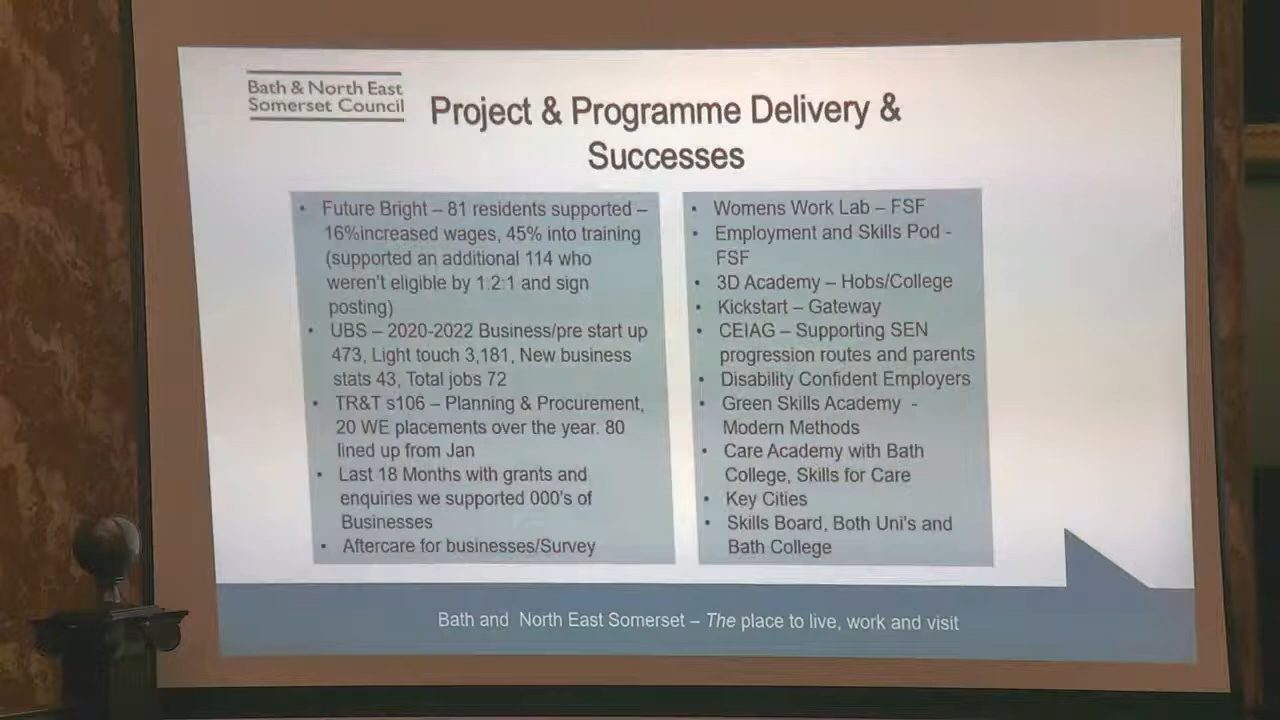 Bath & North East
Somerset Council
Project & Programme Delivery &
Successes
• Future Bright – 81 residents supported –
16%increased wages, 45% into training
(supported an additional 114 who
weren't eligible by 1:2:1 and sign
posting)
• UBS – 2020-2022 Business/pre start up
473, Light touch 3,181, New business
stats 43, Total jobs 72
• TR&T s106 – Planning & Procurement,
20 WE placements over the year. 80
lined up from Jan
• Last 18 Months with grants and
enquiries we supported 000's of
Businesses
• Aftercare for businesses/Survey
• Womens Work Lab – FSF
• Employment and Skills Pod -
FSF
• 3D Academy – Hobs/College
• Kickstart – Gateway
• CEIAG – Supporting SEN
progression routes and parents
• Disability Confident Employers
• Green Skills Academy -
Modern Methods
• Care Academy with Bath
College, Skills for Care
• Key Cities
• Skills Board, Both Uni's and
Bath College
Bath and North East Somerset – The place to live, work and visit